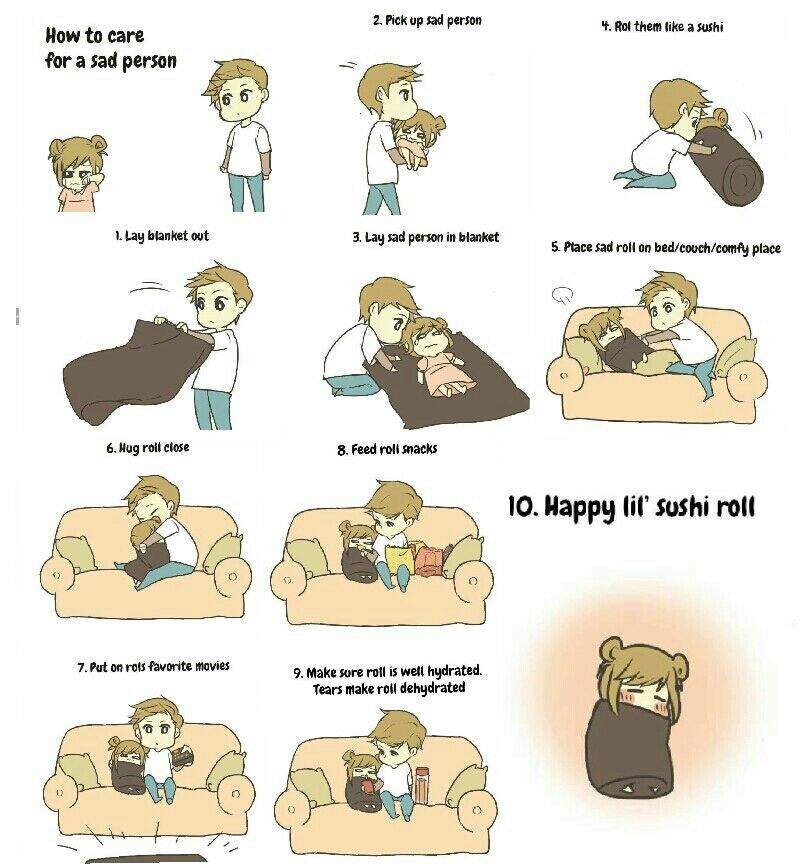 How to care
for a sad person
1. Lay blanket out
2. Pick up sad person
3. Lay sad person in blanket
4. Rol them like a sushi
5. Place sad roll on bed/couch/comfy place
6. Hug roll close
7. Put on rols favorite movies
8. Feed roll snacks
9. Make sure roll is well hydrated.
Tears make roll dehydrated
10. Happy lil' sushi roll